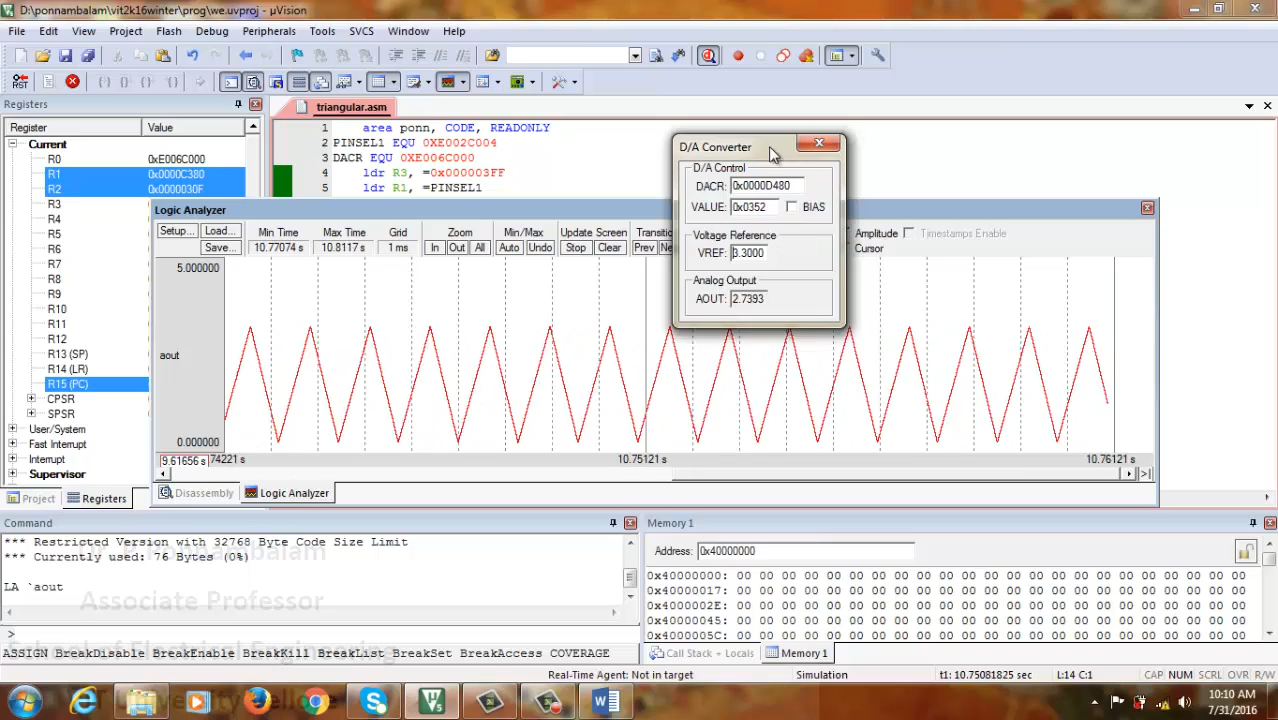 D:\ponnambalam\vit2k16winter\prog\we.uvproj - µVision
File Edit View Project Flash Debug Peripherals Tools SVCS Window Help
Registers
triangular.asm
Register Value
Current
R0 0xE006C000
R1 0x0000C380
R2 0x0000030F
R3
R4
R5
R6
R7
R8
R9
R10
R11
R12
R13 (SP)
R14 (LR)
R15 (PC)
CPSR
SPSR
User/System
Fast Interrupt
Interrupt
Supervisor
Project Registers
1 area ponn, CODE, READONLY
2 PINSEL1 EQU 0XE002C004
3 DACR EQU 0XE006C000
4 ldr R3, =0x000003FF
5 ldr R1, =PINSEL1
D/A Converter
D/A Control
DACR: 0x0000D480
VALUE: 0x0352 BIAS
Voltage Reference
VREF: 3.3000
Analog Output
AOUT: 2.7393
Logic Analyzer
Setup... Load... Min Time Max Time Grid Zoom Min/Max Update Screen Amplitude Timestamps Enable
Save... 10.77074 s 10.8117 s 1 ms In Out All Auto Undo Stop Clear Prev Cursor
5.000000
aout
0.000000
9.61656 s 74221 s 10.75121 s 10.76121 s
Disassembly Logic Analyzer
Command
*** Restricted Version with 32768 Byte Code Size Limit
*** Currently used: 76 Bytes (0%)
LA `aout
Associate Professor
>
School of Electrical Engineering
ASSIGN BreakDisable BreakEnable BreakKill BreakList BreakSet BreakAccess COVERAGE
Memory 1
Address: 0x40000000
0x40000000: 00 00 00 00 00 00 00 00 00 00 00 00 00 00 00 00 00 00 00 00 00 00 00
0x40000017: 00 00 00 00 00 00 00 00 00 00 00 00 00 00 00 00 00 00 00 00 00 00 00
0x4000002E: 00 00 00 00 00 00 00 00 00 00 00 00 00 00 00 00 00 00 00 00 00 00 00
0x40000045: 00 00 00 00 00 00 00 00 00 00 00 00 00 00 00 00 00 00 00 00 00 00 00
0x4000005C: 00 00 00 00 00 00 00 00 00 00 00 00 00 00 00 00 00 00 00 00 00 00 00
Call Stack + Locals Memory 1
Real-Time Agent: Not in target Simulation t1: 10.75081825 sec L:14 C:1 CAP NUM SCRL OVR
10:10 AM
7/31/2016